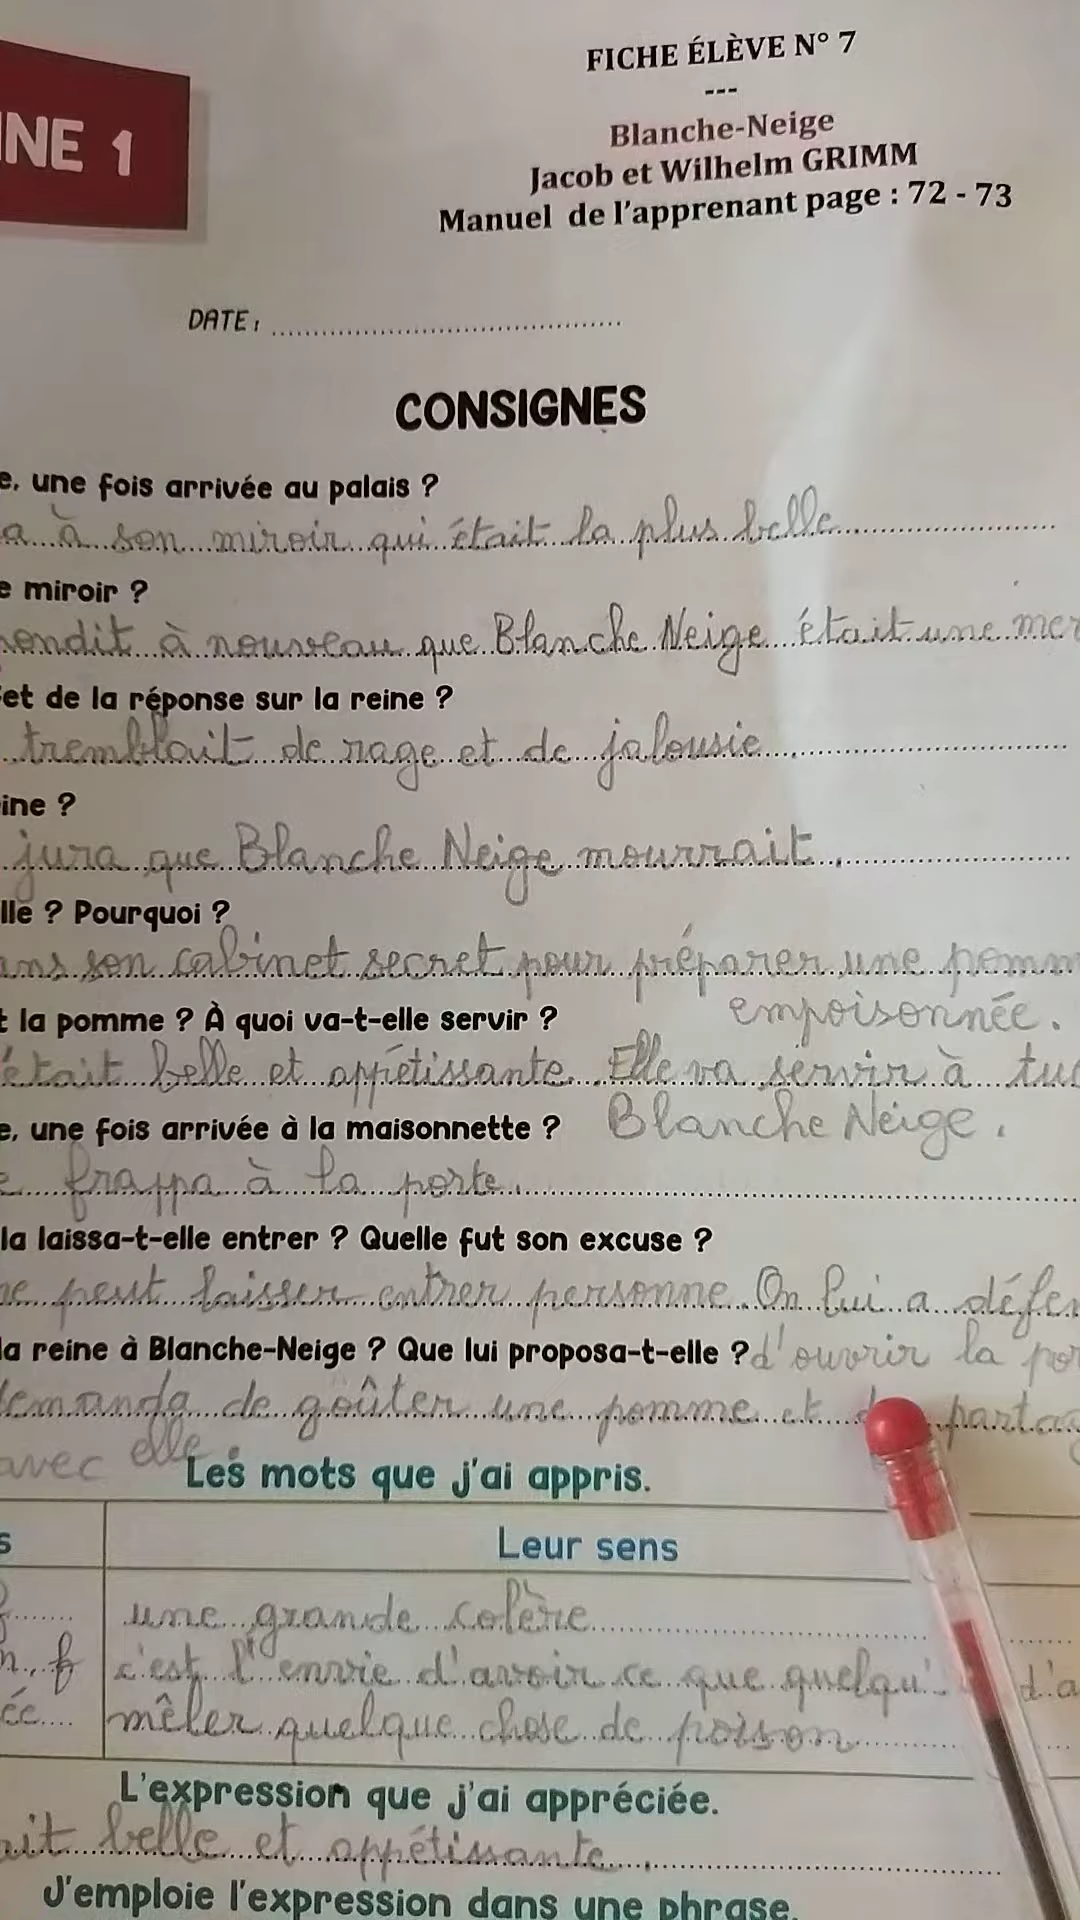 FICHE ÉLÈVE N° 7
---
Blanche-Neige
Jacob et Wilhelm GRIMM
Manuel de l'apprenant page : 72 - 73
NE 1
DATE :
CONSIGNES
e, une fois arrivée au palais ?
a à son miroir qui était la plus belle
e miroir ?
pondit à nouveau que Blanche Neige était une mer
et de la réponse sur la reine ?
tremblait de rage et de jalousie.
ine ?
jura que Blanche Neige mourrait.
lle ? Pourquoi ?
ans son cabinet secret pour préparer une pomm
empoisonnée.
t la pomme ? À quoi va-t-elle servir ?
était belle et appétissante. Elle va servir à tue
Blanche Neige.
e, une fois arrivée à la maisonnette ?
e frappa à la porte.
la laissa-t-elle entrer ? Quelle fut son excuse ?
ne peut laisser entrer personne. On lui a défen
d'ouvrir la por
la reine à Blanche-Neige ? Que lui proposa-t-elle ?
demanda de goûter une pomme et partag
avec elle.
Les mots que j'ai appris.
s
Leur sens
une grande colère
c'est l'envie d'avoir ce que quelqu' d'a
ée
mêler quelque chose de poison
L'expression que j'ai appréciée.
ait belle et appétissante.
J'emploie l'expression dans une phrase.